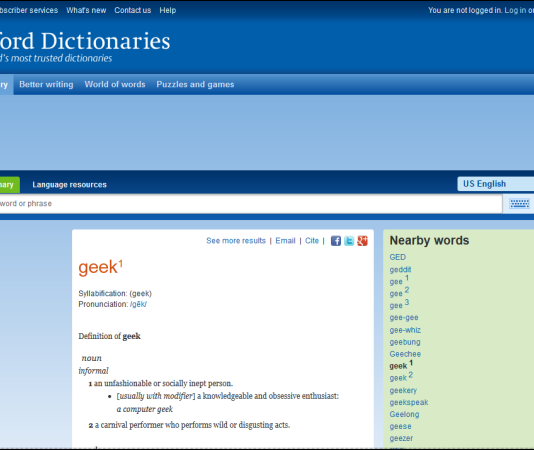 bscriber services What's new Contact us Help You are not logged in. Log in or
ford Dictionaries
d's most trusted dictionaries
ry Better writing World of words Puzzles and games
nary Language resources US English
word or phrase
See more results | Email | Cite |
geek1
Syllabification: (geek)
Pronunciation: /gēk/
Definition of geek
noun
informal
1 an unfashionable or socially inept person.
[usually with modifier] a knowledgeable and obsessive enthusiast:
a computer geek
2 a carnival performer who performs wild or disgusting acts.
Nearby words
GED
geddit
gee 1
gee 2
gee 3
gee-gee
gee-whiz
geebung
Geechee
geek 1
geek 2
geekery
geekspeak
Geelong
geese
geezer